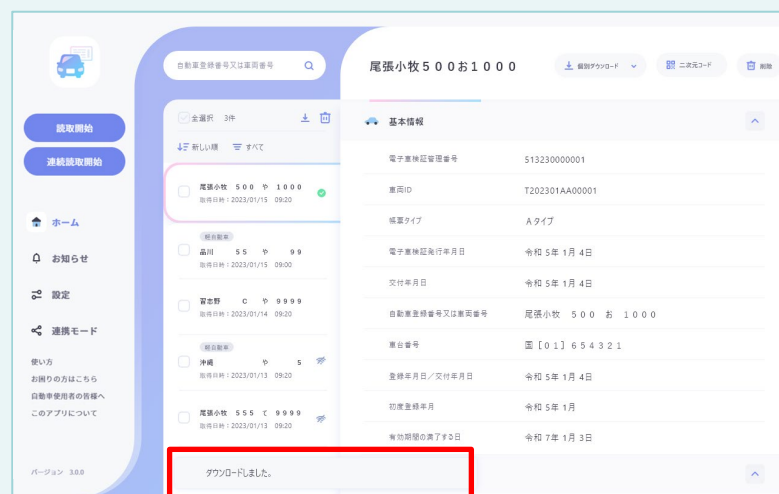 読取開始
連続読取開始
ホーム
お知らせ
設定
連携モード
使い方
お困りの方はこちら
自動車使用者の皆様へ
このアプリについて
バージョン 3.0.0
自動車登録番号又は車両番号
全選択 3件
新しい順 すべて
尾張小牧 500 や 1000
取得日時：2023/01/15 09:20
軽自動車
品川 55 や 99
取得日時：2023/01/15 09:00
習志野 C や 9999
取得日時：2023/01/14 09:20
軽自動車
沖縄 や 5
取得日時：2023/01/13 09:20
尾張小牧 555 て 9999
取得日時：2023/01/13 09:20
ダウンロードしました。
尾張小牧５００お１０００
個別ダウンロード
二次元コード
削除
基本情報
電子車検証管理番号 513230000001
車両ID T202301AA00001
帳票タイプ Aタイプ
電子車検証発行年月日 令和 5年 1月 4日
交付年月日 令和 5年 1月 4日
自動車登録番号又は車両番号 尾張小牧 ５００ お １０００
車台番号 国［０１］６５４３２１
登録年月日／交付年月日 令和 5年 1月 4日
初度登録年月 令和 5年 1月
有効期間の満了する日 令和 7年 1月 3日